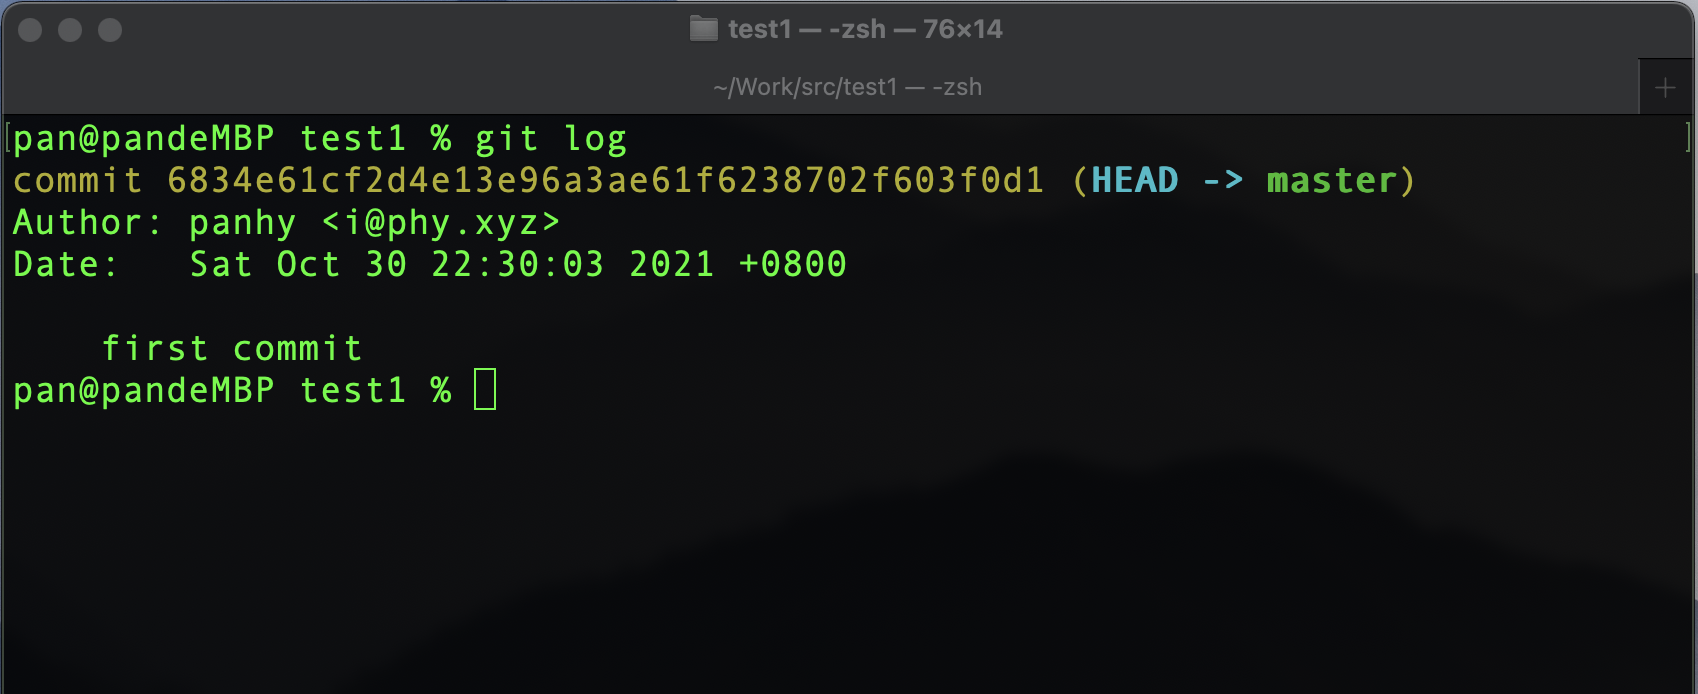 test1 — -zsh — 76×14
~/Work/src/test1 — -zsh
pan@pandeMBP test1 % git log
commit 6834e61cf2d4e13e96a3ae61f6238702f603f0d1 (HEAD -> master)
Author: panhy <i@phy.xyz>
Date:   Sat Oct 30 22:30:03 2021 +0800
    first commit
pan@pandeMBP test1 %